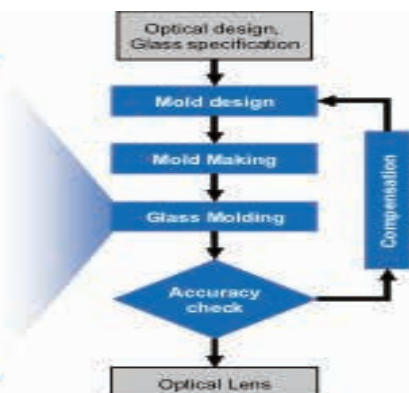 Optical design,
Glass specification
Mold design
Mold Making
Glass Molding
Compensation
Accuracy
check
Optical Lens